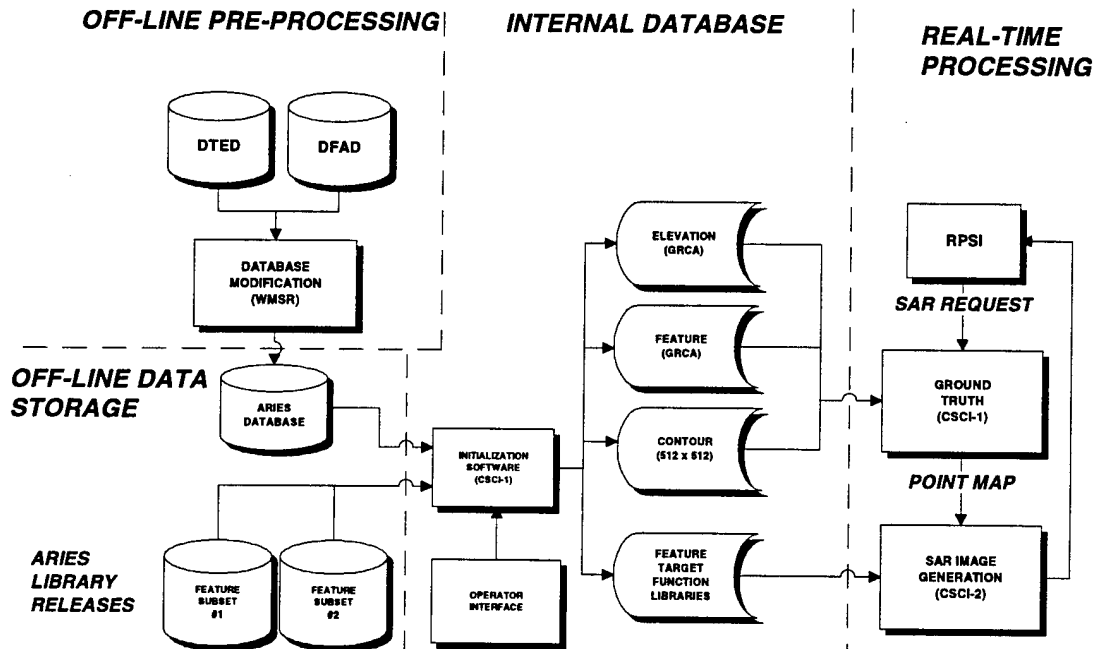 OFF-LINE PRE-PROCESSING
INTERNAL DATABASE
REAL-TIME
PROCESSING
DTED
DFAD
DATABASE
MODIFICATION
(WMSR)
OFF-LINE DATA
STORAGE
ARIES
DATABASE
ARIES
LIBRARY
RELEASES
FEATURE
SUBSET
#1
FEATURE
SUBSET
#2
INITIALIZATION
SOFTWARE
(CSCI-1)
OPERATOR
INTERFACE
ELEVATION
(GRCA)
FEATURE
(GRCA)
CONTOUR
(512 x 512)
FEATURE
TARGET
FUNCTION
LIBRARIES
RPSI
SAR REQUEST
GROUND
TRUTH
(CSCI-1)
POINT MAP
SAR IMAGE
GENERATION
(CSCI-2)